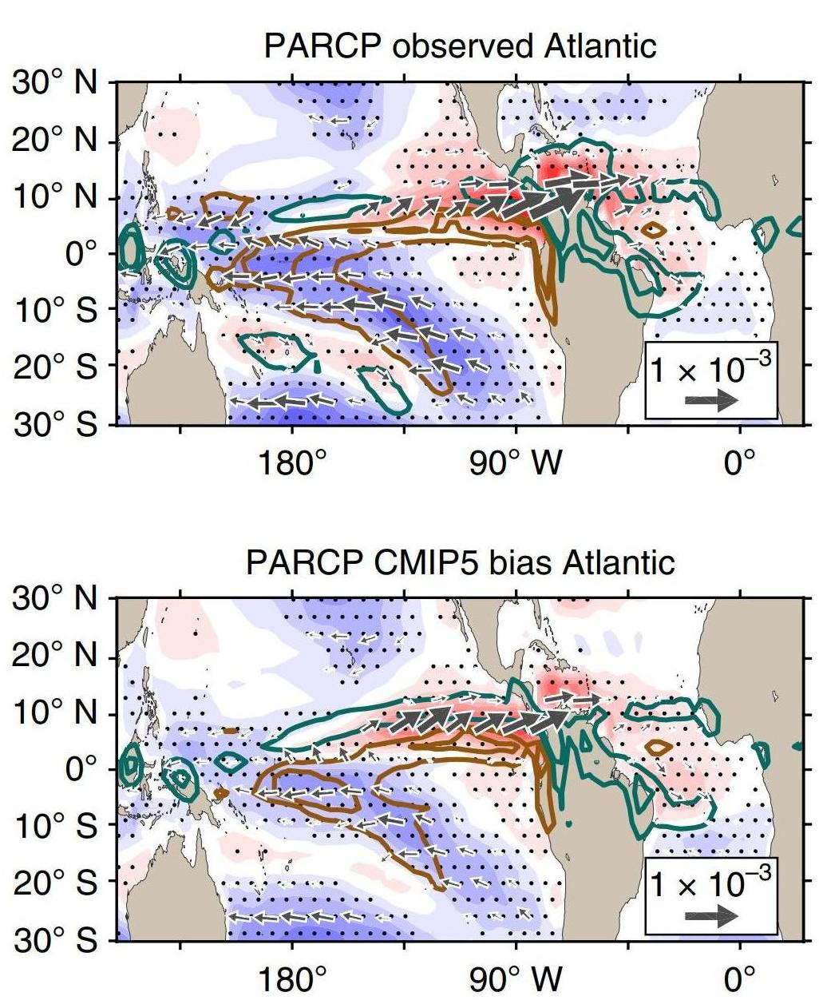 PARCP observed Atlantic
30° N
20° N
10° N
0°
10° S
20° S
30° S
1 × 10⁻³
180° 90° W 0°
PARCP CMIP5 bias Atlantic
30° N
20° N
10° N
0°
10° S
20° S
30° S
1 × 10⁻³
180° 90° W 0°